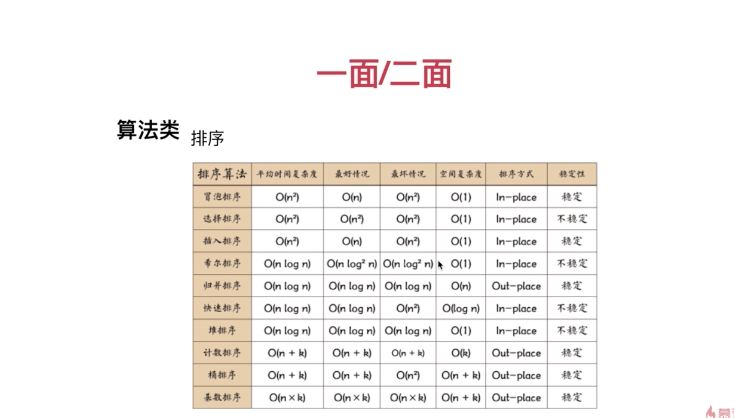 一面/二面
算法类 排序
排序算法 平均时间复杂度 最好情况 最坏情况 空间复杂度 排序方式 稳定性
冒泡排序 O(n²) O(n) O(n²) O(1) In-place 稳定
选择排序 O(n²) O(n²) O(n²) O(1) In-place 不稳定
插入排序 O(n²) O(n) O(n²) O(1) In-place 稳定
希尔排序 O(n log n) O(n log² n) O(n log² n) O(1) In-place 不稳定
归并排序 O(n log n) O(n log n) O(n log n) O(n) Out-place 稳定
快速排序 O(n log n) O(n log n) O(n²) O(log n) In-place 不稳定
堆排序 O(n log n) O(n log n) O(n log n) O(1) In-place 不稳定
计数排序 O(n + k) O(n + k) O(n + k) O(k) Out-place 稳定
桶排序 O(n + k) O(n + k) O(n²) O(n + k) Out-place 稳定
基数排序 O(n×k) O(n×k) O(n×k) O(n + k) Out-place 稳定